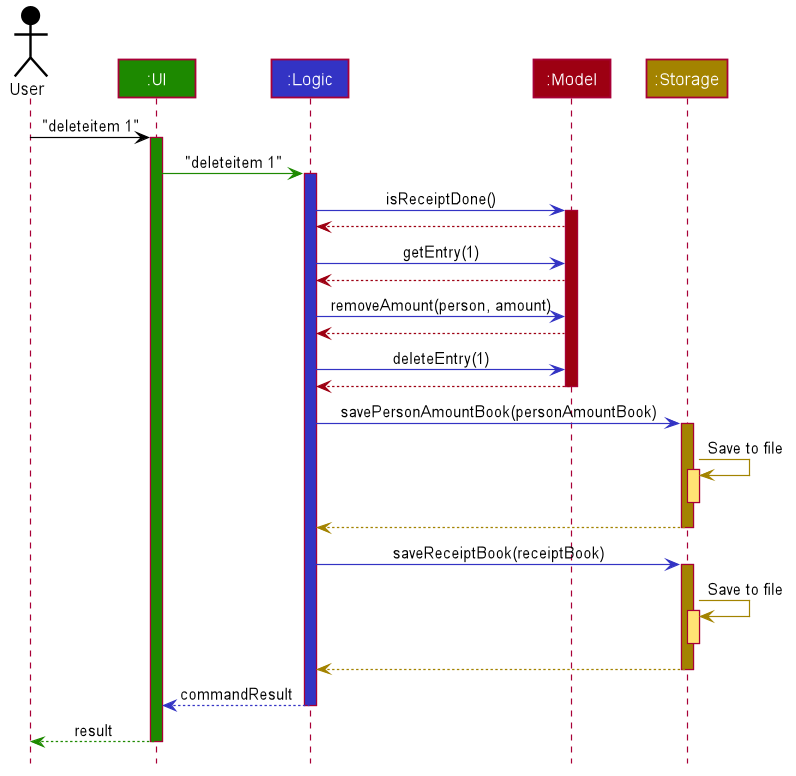 User
:UI
:Logic
:Model
:Storage
"deleteitem 1"
"deleteitem 1"
isReceiptDone()
getEntry(1)
removeAmount(person, amount)
deleteEntry(1)
savePersonAmountBook(personAmountBook)
Save to file
saveReceiptBook(receiptBook)
Save to file
commandResult
result